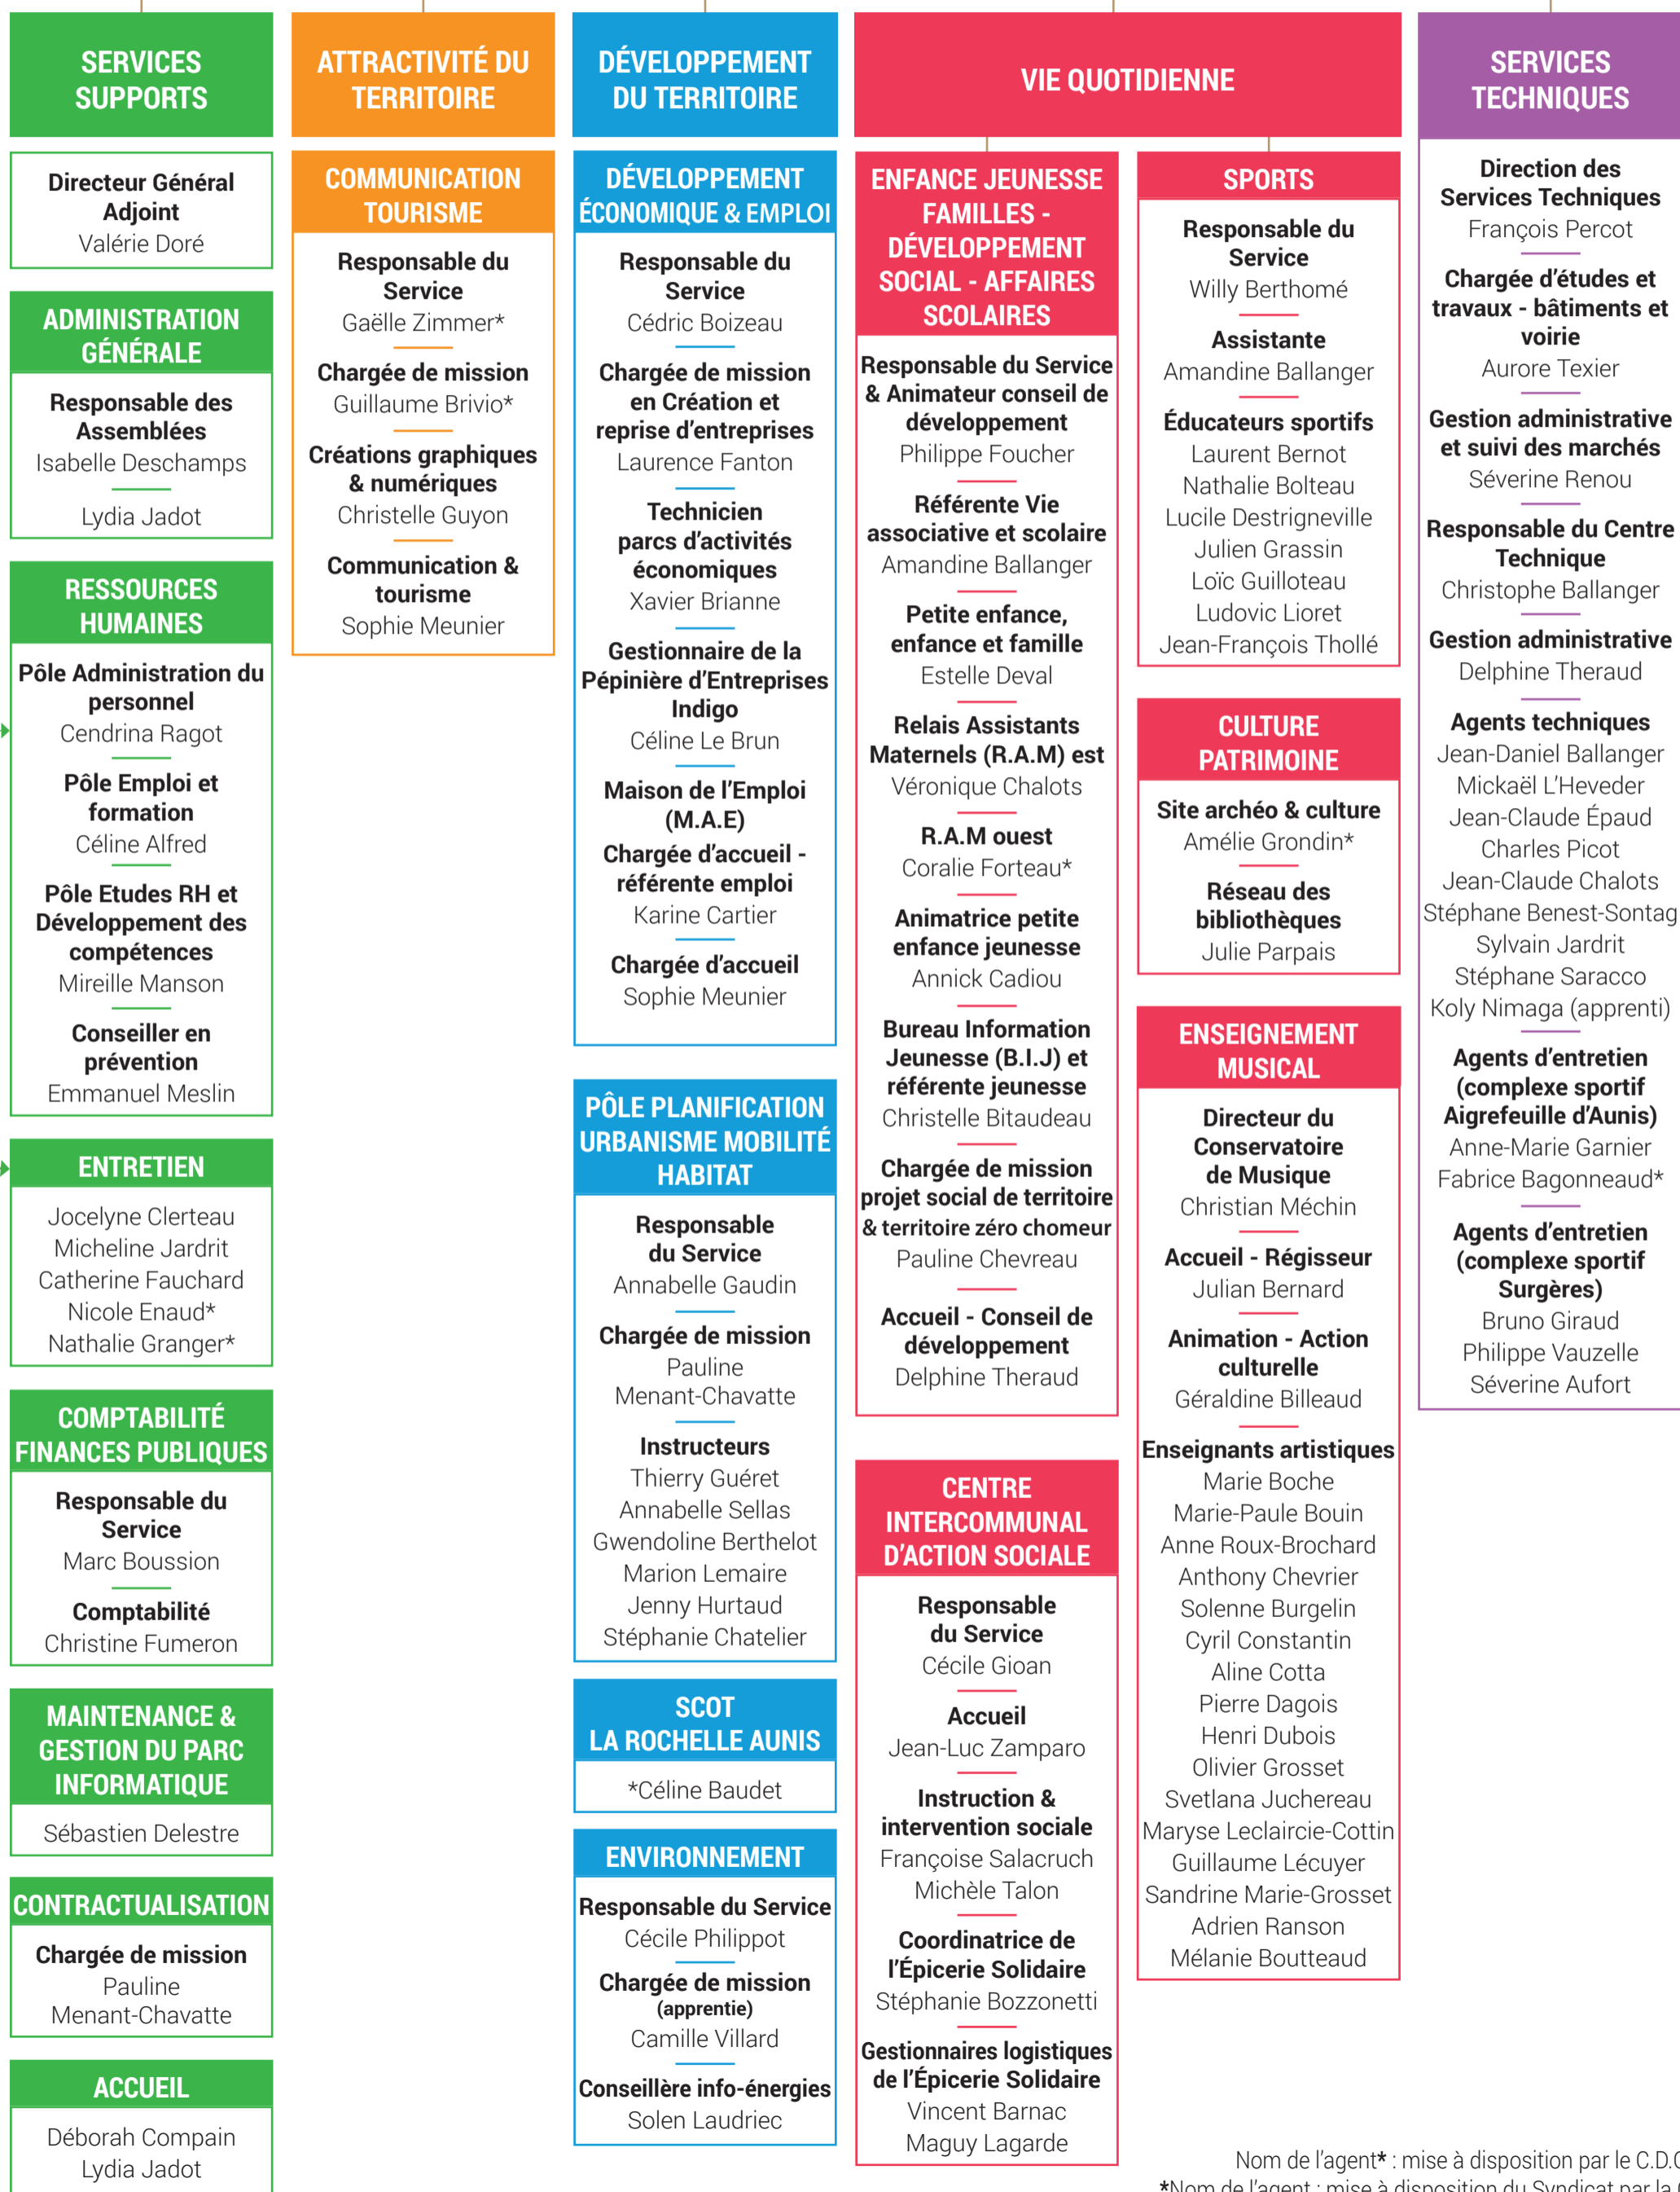 SERVICES
SUPPORTS
Directeur Général
Adjoint
Valérie Doré
ADMINISTRATION
GÉNÉRALE
Responsable des
Assemblées
Isabelle Deschamps
Lydia Jadot
RESSOURCES
HUMAINES
Pôle Administration du
personnel
Cendrina Ragot
Pôle Emploi et
formation
Céline Alfred
Pôle Etudes RH et
Développement des
compétences
Mireille Manson
Conseiller en
prévention
Emmanuel Meslin
ENTRETIEN
Jocelyne Clerteau
Micheline Jardrit
Catherine Fauchard
Nicole Enaud*
Nathalie Granger*
COMPTABILITÉ
FINANCES PUBLIQUES
Responsable du
Service
Marc Boussion
Comptabilité
Christine Fumeron
MAINTENANCE &
GESTION DU PARC
INFORMATIQUE
Sébastien Delestre
CONTRACTUALISATION
Chargée de mission
Pauline
Menant-Chavatte
ACCUEIL
Déborah Compain
Lydia Jadot
ATTRACTIVITÉ DU
TERRITOIRE
COMMUNICATION
TOURISME
Responsable du
Service
Gaëlle Zimmer*
Chargée de mission
Guillaume Brivio*
Créations graphiques
& numériques
Christelle Guyon
Communication &
tourisme
Sophie Meunier
DÉVELOPPEMENT
DU TERRITOIRE
DÉVELOPPEMENT
ÉCONOMIQUE & EMPLOI
Responsable du
Service
Cédric Boizeau
Chargée de mission
en Création et
reprise d'entreprises
Laurence Fanton
Technicien
parcs d'activités
économiques
Xavier Brianne
Gestionnaire de la
Pépinière d'Entreprises
Indigo
Céline Le Brun
Maison de l'Emploi
(M.A.E)
Chargée d'accueil -
référente emploi
Karine Cartier
Chargée d'accueil
Sophie Meunier
PÔLE PLANIFICATION
URBANISME MOBILITÉ
HABITAT
Responsable
du Service
Annabelle Gaudin
Chargée de mission
Pauline
Menant-Chavatte
Instructeurs
Thierry Guéret
Annabelle Sellas
Gwendoline Berthelot
Marion Lemaire
Jenny Hurtaud
Stéphanie Chatelier
SCOT
LA ROCHELLE AUNIS
*Céline Baudet
ENVIRONNEMENT
Responsable du Service
Cécile Philippot
Chargée de mission
(apprentie)
Camille Villard
Conseillère info-énergies
Solen Laudriec
VIE QUOTIDIENNE
ENFANCE JEUNESSE
FAMILLES -
DÉVELOPPEMENT
SOCIAL - AFFAIRES
SCOLAIRES
Responsable du Service
& Animateur conseil de
développement
Philippe Foucher
Référente Vie
associative et scolaire
Amandine Ballanger
Petite enfance,
enfance et famille
Estelle Deval
Relais Assistants
Maternels (R.A.M) est
Véronique Chalots
R.A.M ouest
Coralie Forteau*
Animatrice petite
enfance jeunesse
Annick Cadiou
Bureau Information
Jeunesse (B.I.J) et
référente jeunesse
Christelle Bitaudeau
Chargée de mission
projet social de territoire
& territoire zéro chomeur
Pauline Chevreau
Accueil - Conseil de
développement
Delphine Theraud
CENTRE
INTERCOMMUNAL
D'ACTION SOCIALE
Responsable
du Service
Cécile Gioan
Accueil
Jean-Luc Zamparo
Instruction &
intervention sociale
Françoise Salacruch
Michèle Talon
Coordinatrice de
l'Épicerie Solidaire
Stéphanie Bozzonetti
Gestionnaires logistiques
de l'Épicerie Solidaire
Vincent Barnac
Maguy Lagarde
SPORTS
Responsable du
Service
Willy Berthomé
Assistante
Amandine Ballanger
Éducateurs sportifs
Laurent Bernot
Nathalie Bolteau
Lucile Destrigneville
Julien Grassin
Loïc Guilloteau
Ludovic Lioret
Jean-François Thollé
CULTURE
PATRIMOINE
Site archéo & culture
Amélie Grondin*
Réseau des
bibliothèques
Julie Parpais
ENSEIGNEMENT
MUSICAL
Directeur du
Conservatoire
de Musique
Christian Méchin
Accueil - Régisseur
Julian Bernard
Animation - Action
culturelle
Géraldine Billeaud
Enseignants artistiques
Marie Boche
Marie-Paule Bouin
Anne Roux-Brochard
Anthony Chevrier
Solenne Burgelin
Cyril Constantin
Aline Cotta
Pierre Dagois
Henri Dubois
Olivier Grosset
Svetlana Juchereau
Maryse Leclaircie-Cottin
Guillaume Lécuyer
Sandrine Marie-Grosset
Adrien Ranson
Mélanie Boutteaud
SERVICES
TECHNIQUES
Direction des
Services Techniques
François Percot
Chargée d'études et
travaux - bâtiments et
voirie
Aurore Texier
Gestion administrative
et suivi des marchés
Séverine Renou
Responsable du Centre
Technique
Christophe Ballanger
Gestion administrative
Delphine Theraud
Agents techniques
Jean-Daniel Ballanger
Mickaël L'Heveder
Jean-Claude Épaud
Charles Picot
Jean-Claude Chalots
Stéphane Benest-Sontag
Sylvain Jardrit
Stéphane Saracco
Koly Nimaga (apprenti)
Agents d'entretien
(complexe sportif
Aigrefeuille d'Aunis)
Anne-Marie Garnier
Fabrice Bagonneaud*
Agents d'entretien
(complexe sportif
Surgères)
Bruno Giraud
Philippe Vauzelle
Séverine Aufort
Nom de l'agent* : mise à disposition par le C.D.
*Nom de l'agent : mise à disposition du Syndicat par la